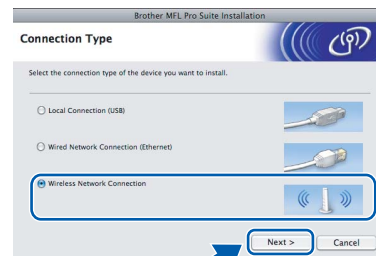 Brother MFL Pro Suite Installation
Connection Type
Select the connection type of the device you want to install.
Local Connection (USB)
Wired Network Connection (Ethernet)
Wireless Network Connection
Next > Cancel